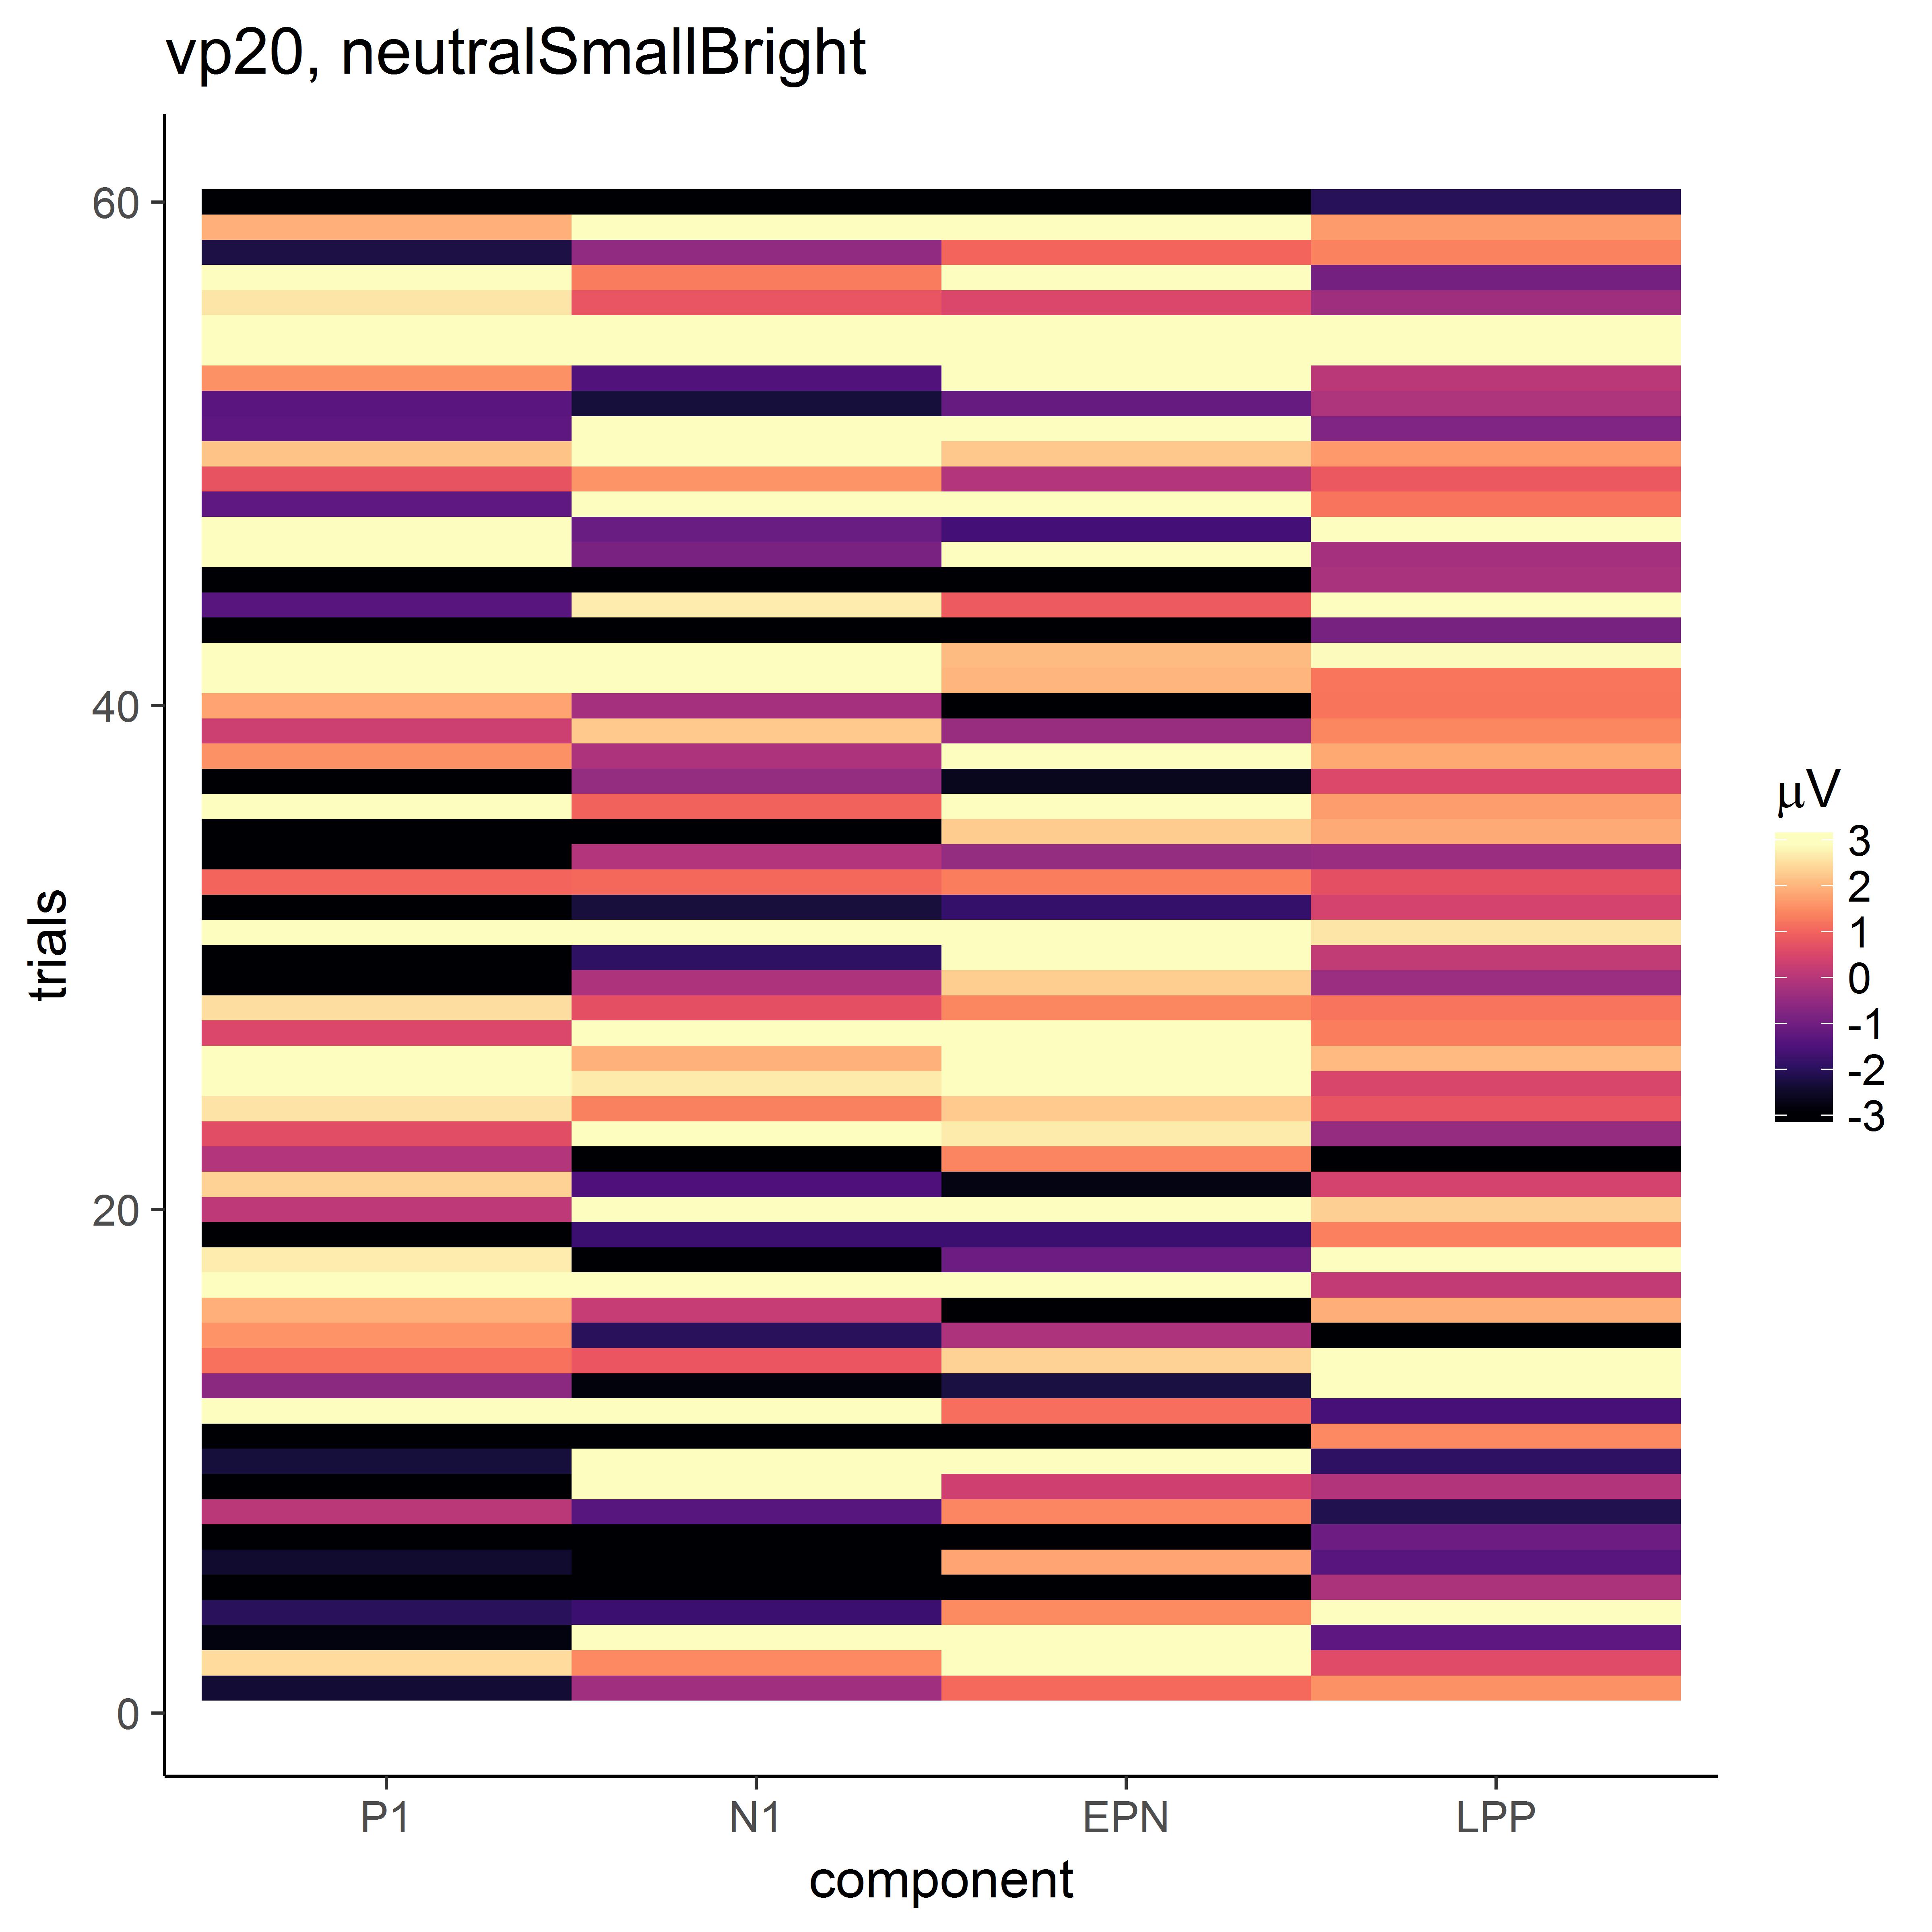 vp20, neutralSmallBright
60
40
20
0
trials
P1 N1 EPN LPP
component
μV
3
2
1
0
-1
-2
-3